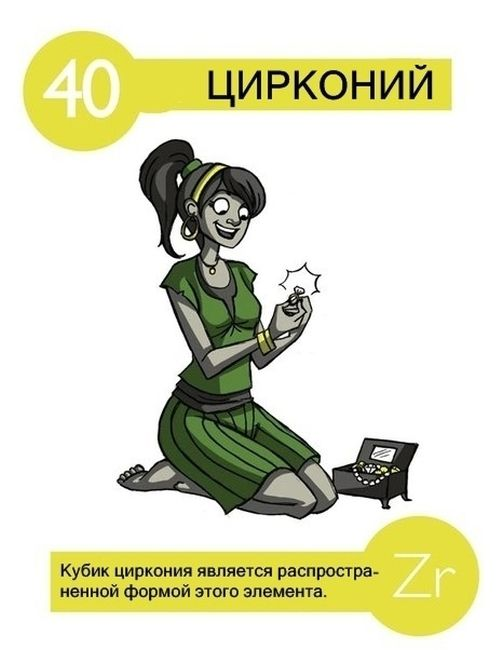 40
ЦИРКОНИЙ
Кубик циркония является распростра-
ненной формой этого элемента.
Zr